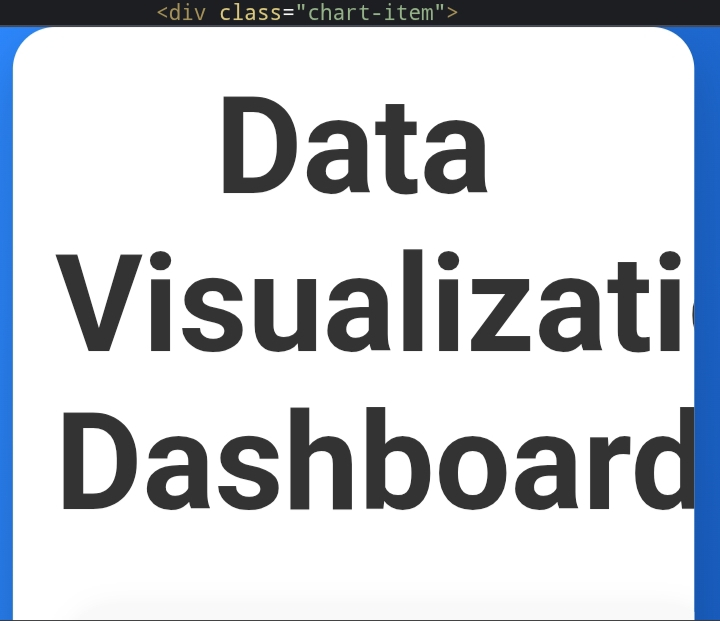 <div class="chart-item">
Data
Visualizati
Dashboard